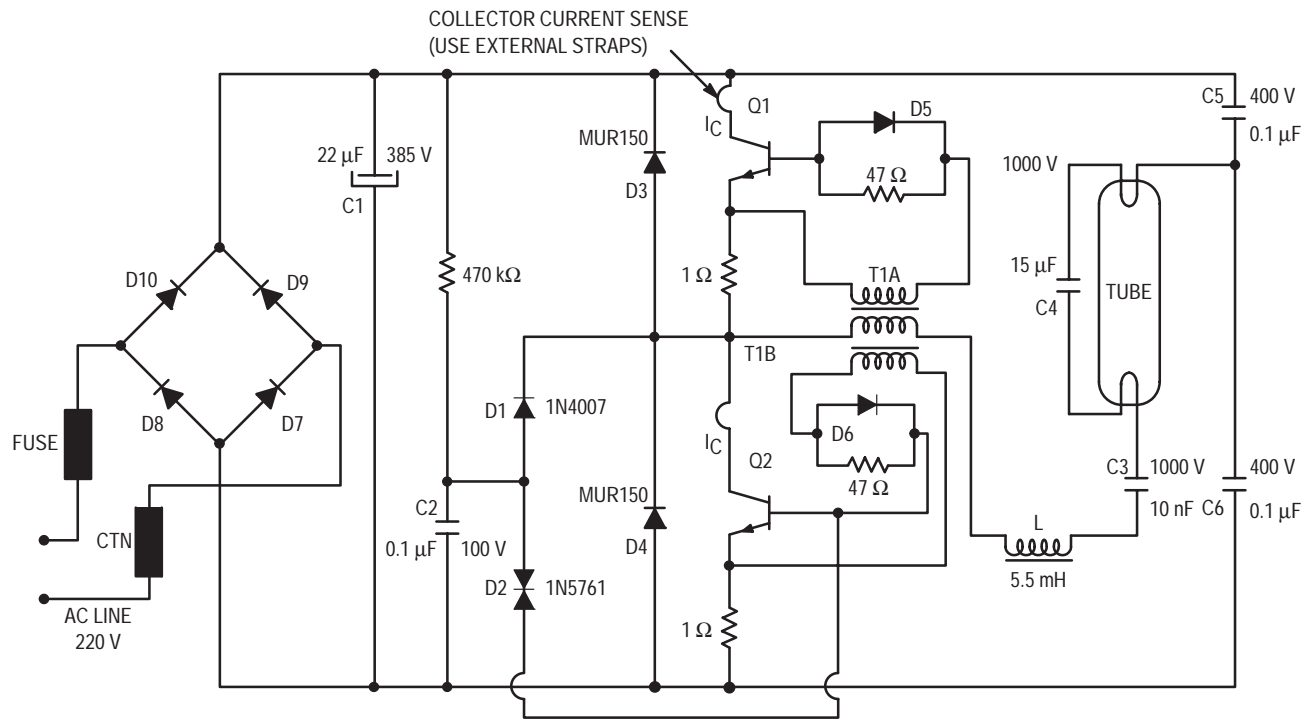 COLLECTOR CURRENT SENSE
(USE EXTERNAL STRAPS)
Q1
I_C
D5
47 Ω
C5
400 V
0.1 µF
MUR150
D3
22 µF
385 V
C1
470 kΩ
1 Ω
T1A
1000 V
15 µF
C4
TUBE
D10
D9
D8
D7
FUSE
CTN
AC LINE
220 V
T1B
D1
1N4007
D6
47 Ω
I_C
Q2
C2
0.1 µF
100 V
D2
1N5761
MUR150
D4
1 Ω
L
5.5 mH
C3
1000 V
10 nF
C6
400 V
0.1 µF